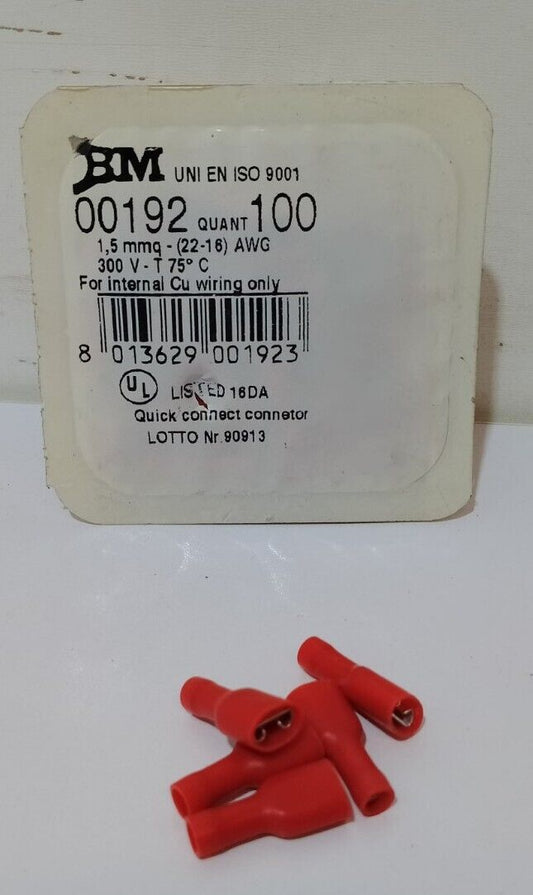 BM UNI EN ISO 9001
00192 QUANT 100
1,5 mmq - (22-16) AWG
300 V - T 75° C
For internal Cu wiring only
8 013629 001923
UL LISTED 16DA
Quick connect connetor
LOTTO Nr.90913